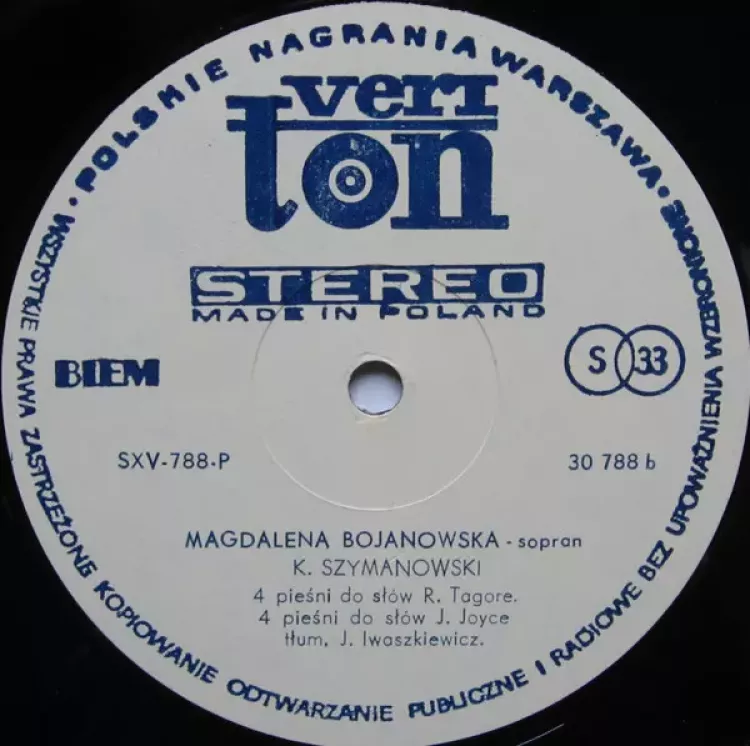 POLSKIE NAGRANIA WARSZAWA · WSZYSTKIE PRAWA ZASTRZEŻONE KOPIOWANIE ODTWARZANIE PUBLICZNE I RADIOWE BEZ UPOWAŻNIENIA WZBRONIONE ·
veri
ton
STEREO
MADE IN POLAND
BIEM
S 33
SXV-788-P
30 788 b
MAGDALENA BOJANOWSKA - sopran
K. SZYMANOWSKI
4 pieśni do słów R. Tagore.
4 pieśni do słów J. Joyce
tłum, J. Iwaszkiewicz.